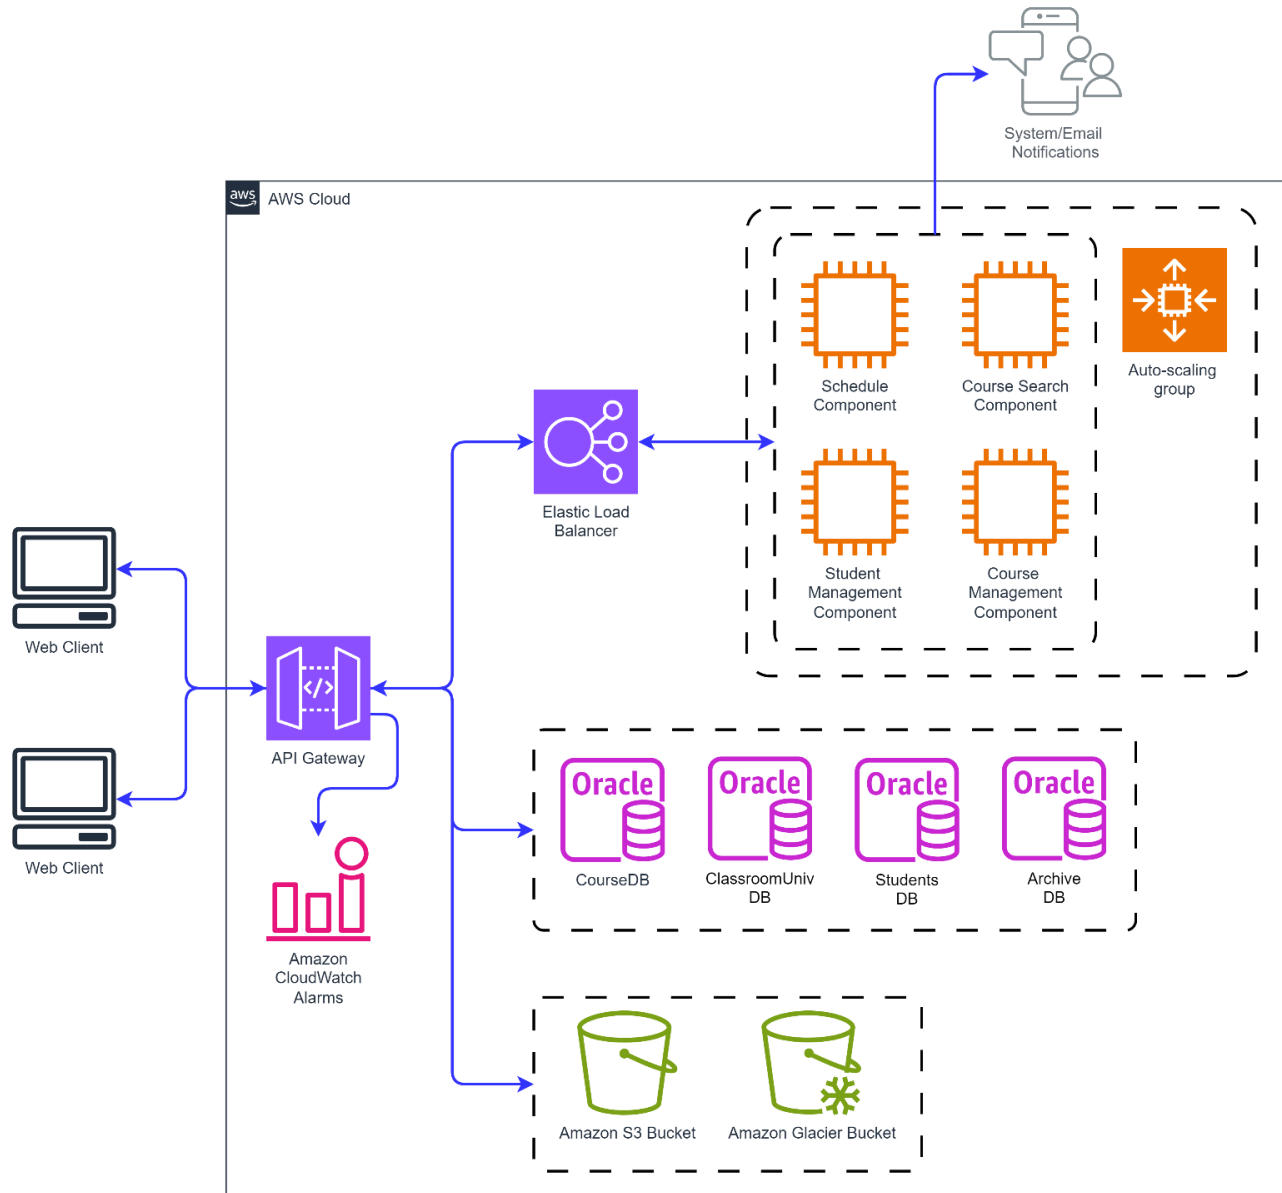 System/Email
Notifications
aws
AWS Cloud
Schedule
Component
Course Search
Component
Auto-scaling
group
Elastic Load
Balancer
Student
Management
Component
Course
Management
Component
Web Client
</>
API Gateway
Web Client
Oracle
CourseDB
Oracle
ClassroomUniv
DB
Oracle
Students
DB
Oracle
Archive
DB
Amazon
CloudWatch
Alarms
Amazon S3 Bucket
Amazon Glacier Bucket